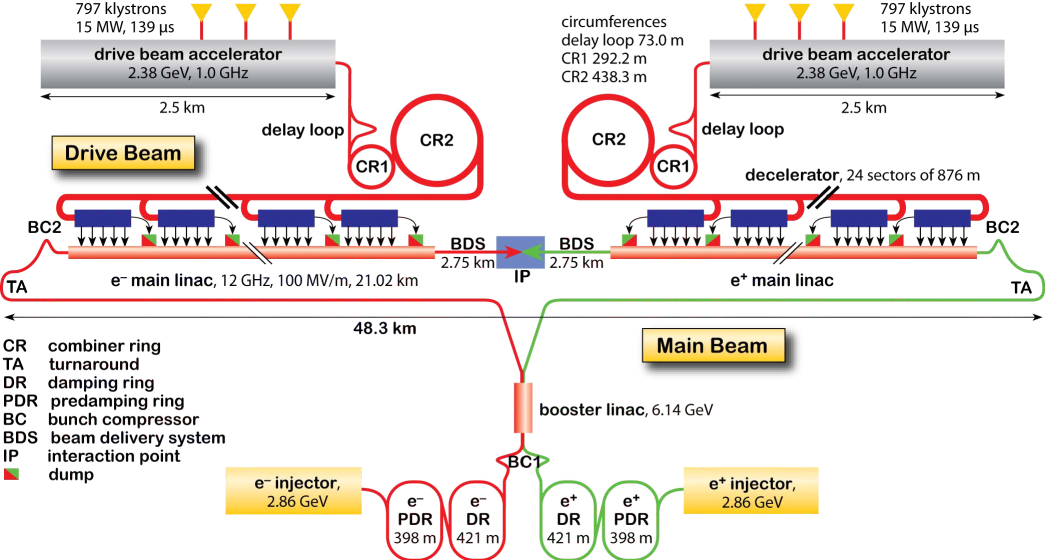 797 klystrons
15 MW, 139 µs
drive beam accelerator
2.38 GeV, 1.0 GHz
2.5 km
delay loop
CR1
CR2
circumferences
delay loop 73.0 m
CR1 292.2 m
CR2 438.3 m
797 klystrons
15 MW, 139 µs
drive beam accelerator
2.38 GeV, 1.0 GHz
2.5 km
CR2
CR1
delay loop
Drive Beam
decelerator, 24 sectors of 876 m
BC2
BDS
2.75 km
BDS
2.75 km
IP
BC2
TA
e– main linac, 12 GHz, 100 MV/m, 21.02 km
e+ main linac
TA
48.3 km
Main Beam
CR combiner ring
TA turnaround
DR damping ring
PDR predamping ring
BC bunch compressor
BDS beam delivery system
IP interaction point
dump
booster linac, 6.14 GeV
BC1
e– injector,
2.86 GeV
e–
PDR
398 m
e–
DR
421 m
e+
DR
421 m
e+
PDR
398 m
e+ injector,
2.86 GeV